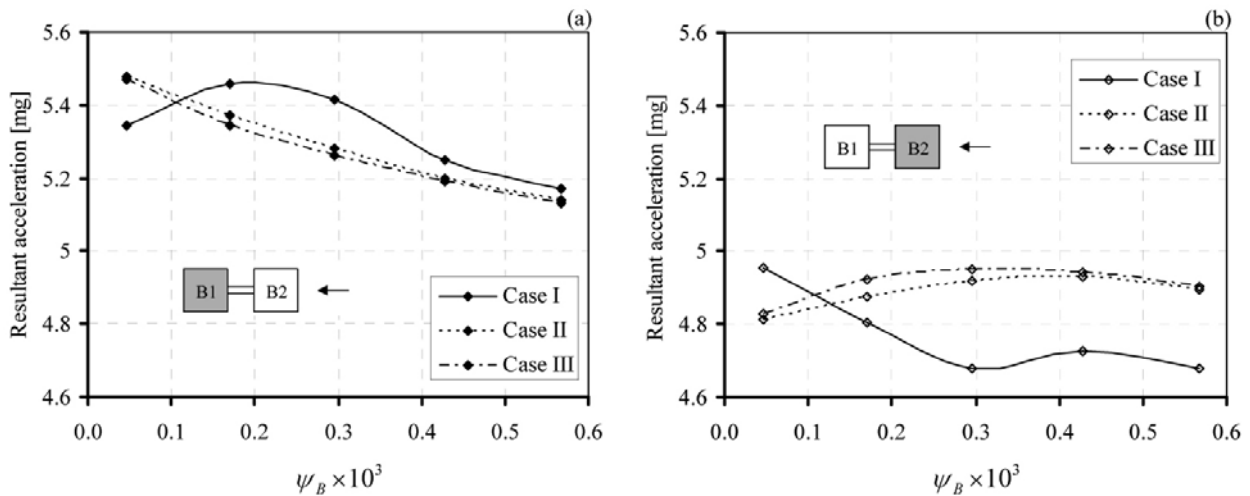 (a)
Resultant acceleration [mg]
5.6
5.4
5.2
5
4.8
4.6
B1
B2
Case I
Case II
Case III
0.0 0.1 0.2 0.3 0.4 0.5 0.6
ψB ×10³
(b)
Resultant acceleration [mg]
5.6
5.4
5.2
5
4.8
4.6
Case I
Case II
Case III
B1
B2
0.0 0.1 0.2 0.3 0.4 0.5 0.6
ψB ×10³